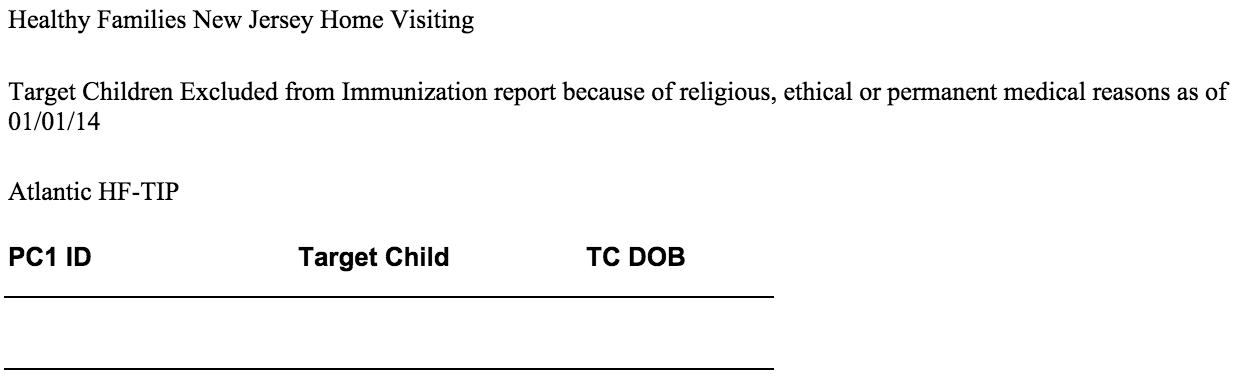 Healthy Families New Jersey Home Visiting
Target Children Excluded from Immunization report because of religious, ethical or permanent medical reasons as of
01/01/14
Atlantic HF-TIP
PC1 ID Target Child TC DOB